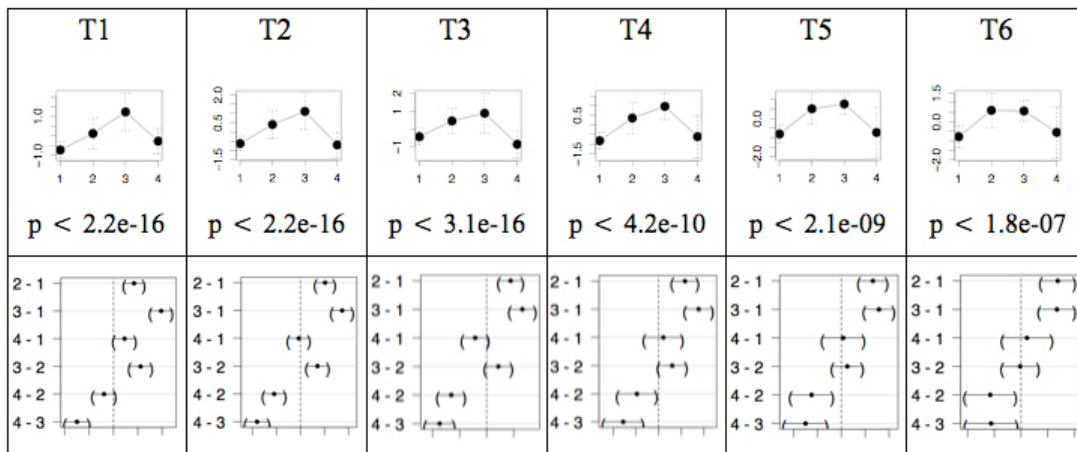 T1 T2 T3 T4 T5 T6
1.0 -1.0 1 2 3 4
2.0 0.5 -1.5 1 2 3 4
2 1 -1 1 2 3 4
0.5 -1.5 1 2 3 4
0.0 -2.0 1 2 3 4
1.5 0.0 -2.0 1 2 3 4
p < 2.2e-16 p < 2.2e-16 p < 3.1e-16 p < 4.2e-10 p < 2.1e-09 p < 1.8e-07
2 - 1 2 - 1 2 - 1 2 - 1 2 - 1 2 - 1
3 - 1 3 - 1 3 - 1 3 - 1 3 - 1 3 - 1
4 - 1 4 - 1 4 - 1 4 - 1 4 - 1 4 - 1
3 - 2 3 - 2 3 - 2 3 - 2 3 - 2 3 - 2
4 - 2 4 - 2 4 - 2 4 - 2 4 - 2 4 - 2
4 - 3 4 - 3 4 - 3 4 - 3 4 - 3 4 - 3